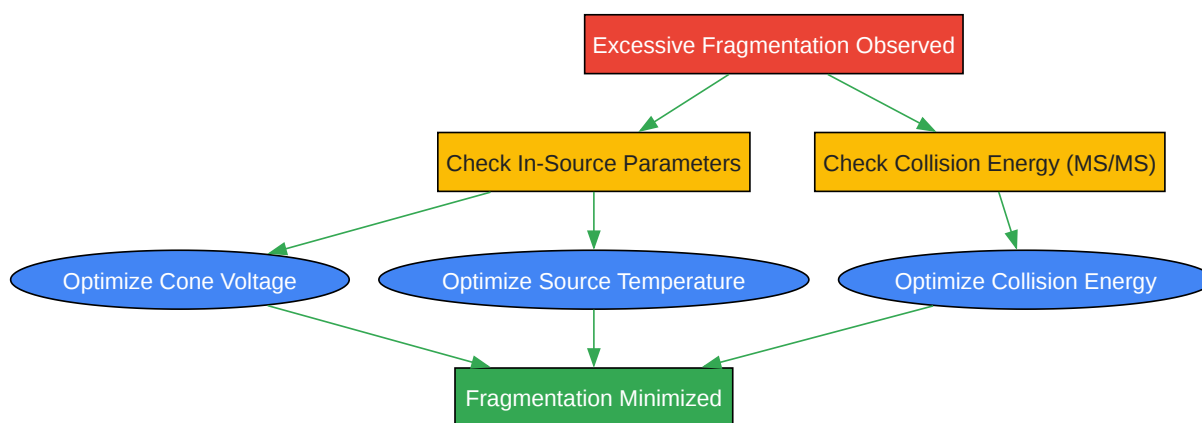 Excessive Fragmentation Observed
Check In-Source Parameters
Check Collision Energy (MS/MS)
Optimize Cone Voltage
Optimize Source Temperature
Optimize Collision Energy
Fragmentation Minimized